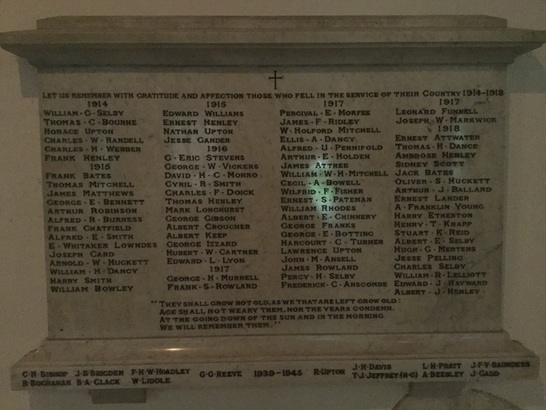 LET US REMEMBER WITH GRATITUDE AND AFFECTION THOSE WHO FELL IN THE SERVICE OF THEIR COUNTRY 1914-1918
1914
WILLIAM·G·SELBY
THOMAS·C·BOURNE
HORACE UPTON
CHARLES·W·RANDELL
CHARLES·H·WEBBER
FRANK HENLEY
1915
FRANK BATES
THOMAS MITCHELL
JAMES MATTHEWS
GEORGE·E·BENNETT
ARTHUR ROBINSON
ALFRED·R·BURNESS
FRANK CHATFIELD
ALFRED·E·SMITH
E·WHITAKER LOWNDES
JOSEPH CARD
ARNOLD·W·HUCKETT
WILLIAM·H·DANCY
HARRY SMITH
WILLIAM BOWLEY
1915
EDWARD WILLIAMS
ERNEST HENLEY
NATHAN UPTON
JESSE GANDER
1916
G·ERIC STEVENS
GEORGE·W·VICKERS
DAVID·H·C·MONRO
CYRIL·R·SMITH
CHARLES·F·DOICK
THOMAS HENLEY
MARK LONGHURST
GEORGE GIBSON
ALBERT CROUCHER
ALBERT KEEP
GEORGE IZZARD
HUBERT·W·CARTNER
EDWARD·L·LYON
1917
GEORGE·H·MURRELL
FRANK·S·ROWLAND
1917
PERCIVAL·E·MORFEE
JAMES·F·RIDLEY
W·HOLFORD MITCHELL
ELLIS·A·DANCY
ALFRED·U·PENNIFOLD
ARTHUR·E·HOLDEN
JAMES ATTREE
WILLIAM·W·H·MITCHELL
CECIL·A·BOWELL
WILFRID·F·FISHER
ERNEST·S·PATEMAN
WILLIAM RHODES
ALBERT·E·CHINNERY
GEORGE FRANKS
GEORGE·E·BOTTING
HARCOURT·C·TURNER
LAWRENCE UPTON
JOHN·M·ANSELL
JAMES ROWLAND
PERCY·H·SELBY
FREDERICK·C·ANSCOMBE
1917
LEONARD FUNNELL
JOSEPH·W·MARKWICK
1918
ERNEST ATTWATER
THOMAS·H·DANCE
AMBROSE HENLEY
SIDNEY SCOTT
JACK BATES
OLIVER·S·HUCKETT
ARTHUR·J·BALLARD
ERNEST LANDER
A·FRANKLIN YOUNG
HARRY ETHERTON
HENRY·T·KNAPP
STUART·K·REID
ALBERT·E·SELBY
HUGH·G·MERTENS
JESSE PELLING
CHARLES SELBY
WILLIAM·R·LELLIOTT
EDWARD·J·HAYWARD
ALBERT·J·HENLEY
"THEY SHALL GROW NOT OLD, AS WE THAT ARE LEFT GROW OLD:
AGE SHALL NOT WEARY THEM, NOR THE YEARS CONDEMN.
AT THE GOING DOWN OF THE SUN AND IN THE MORNING
WE WILL REMEMBER THEM."
C·H·BISHOP J·S·BRIGDEN F·H·W·HOADLEY G·C·REEVE 1939-1945 R·UPTON J·H·DAVIS L·H·PRATT J·F·V·SAUNDERS
B·BUCHANAN B·A·CLACK W·LIDDLE T·J·JEFFREY (H·G) A·BEESLEY J·GADD